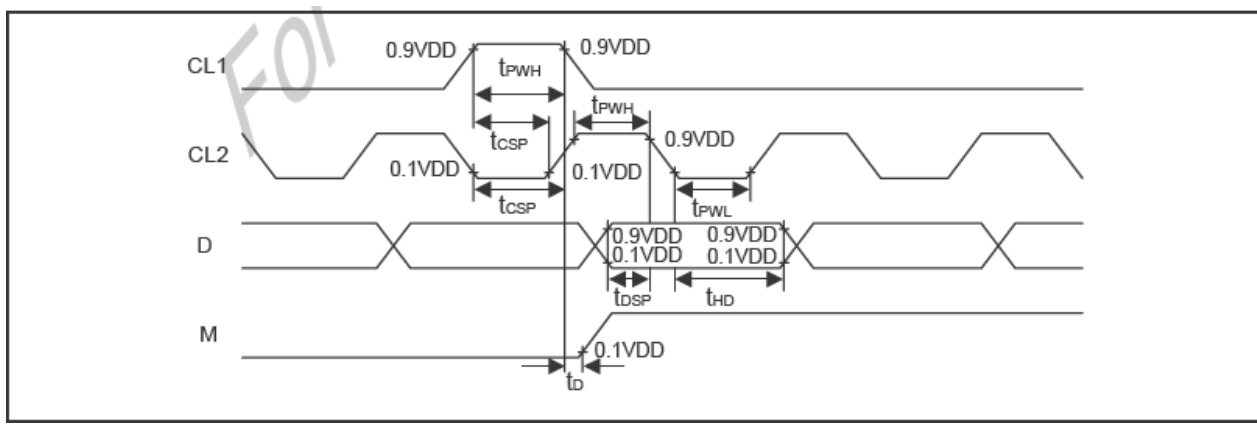 For
CL1
0.9VDD
0.9VDD
tPWH
tPWH
tCSP
CL2
0.9VDD
0.1VDD
0.1VDD
tCSP
tPWL
D
0.9VDD
0.9VDD
0.1VDD
0.1VDD
tDSP
tHD
M
0.1VDD
tD